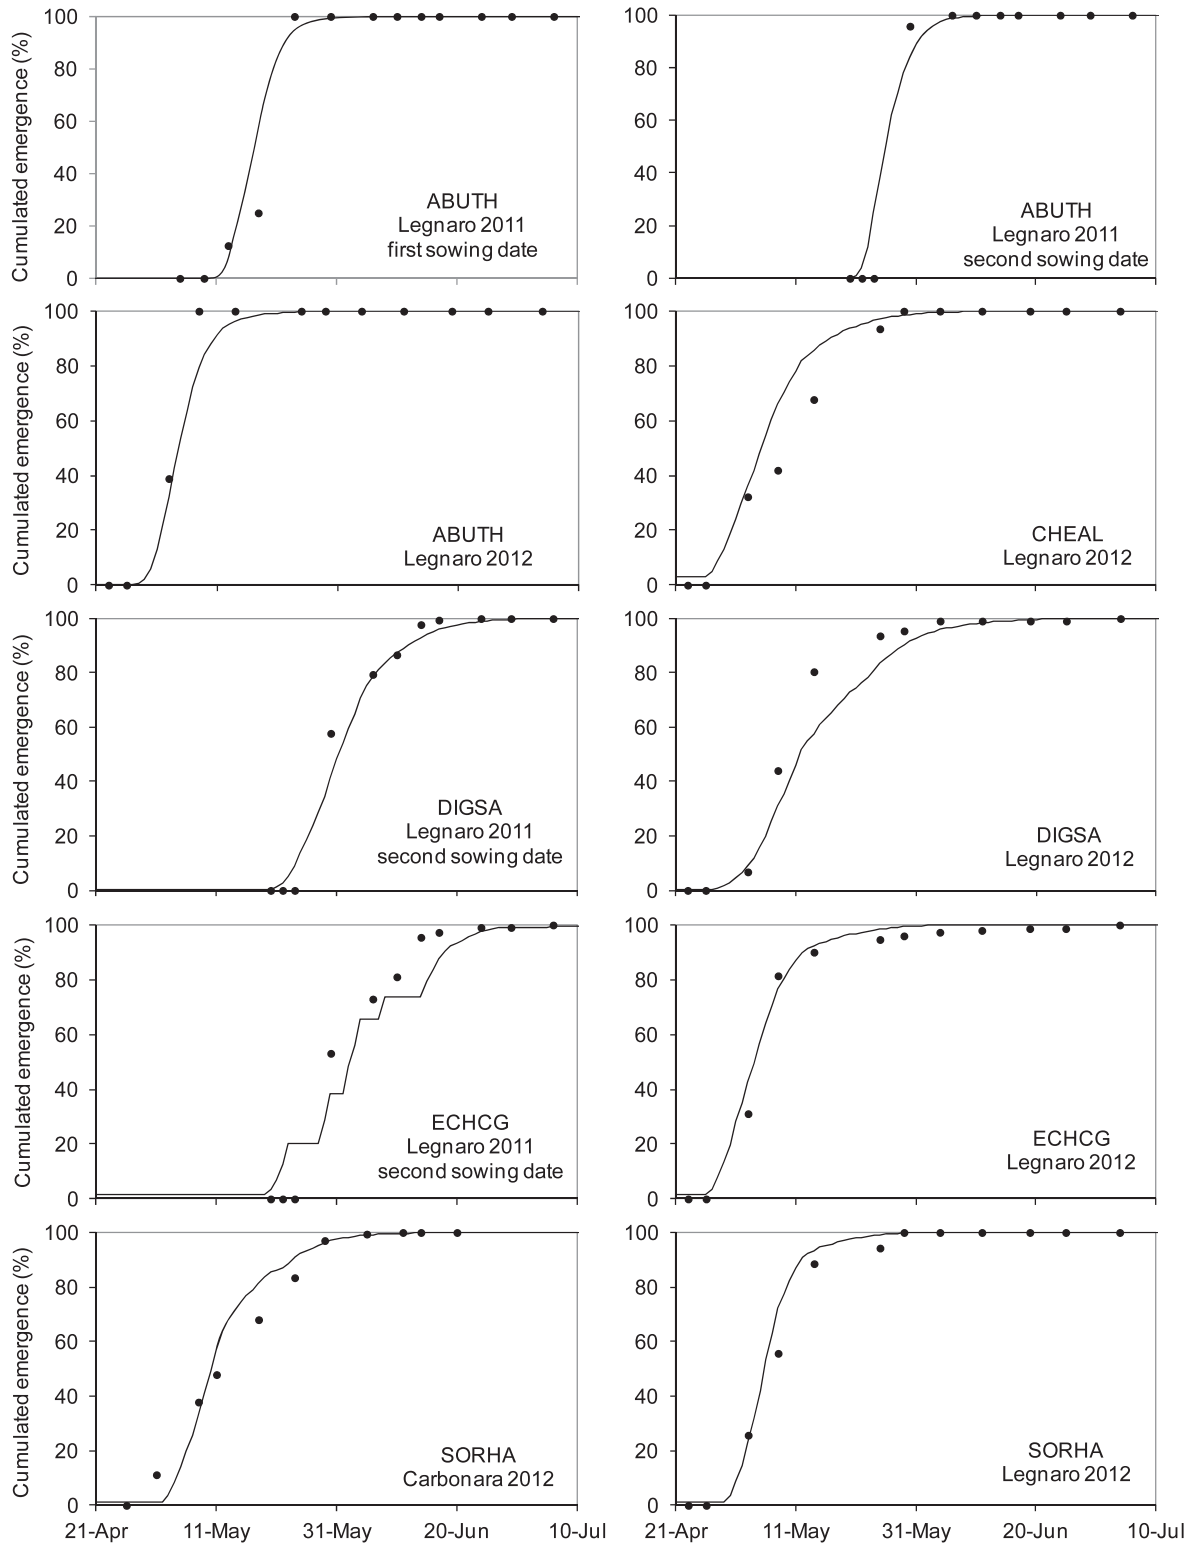 Cumulated emergence (%)
100
80
60
40
20
0
ABUTH
Legnaro 2011
first sowing date
100
80
60
40
20
0
ABUTH
Legnaro 2011
second sowing date
Cumulated emergence (%)
100
80
60
40
20
0
ABUTH
Legnaro 2012
100
80
60
40
20
0
CHEAL
Legnaro 2012
Cumulated emergence (%)
100
80
60
40
20
0
DIGSA
Legnaro 2011
second sowing date
100
80
60
40
20
0
DIGSA
Legnaro 2012
Cumulated emergence (%)
100
80
60
40
20
0
ECHCG
Legnaro 2011
second sowing date
100
80
60
40
20
0
ECHCG
Legnaro 2012
Cumulated emergence (%)
100
80
60
40
20
0
SORHA
Carbonara 2012
21-Apr 11-May 31-May 20-Jun 10-Jul
100
80
60
40
20
0
SORHA
Legnaro 2012
21-Apr 11-May 31-May 20-Jun 10-Jul